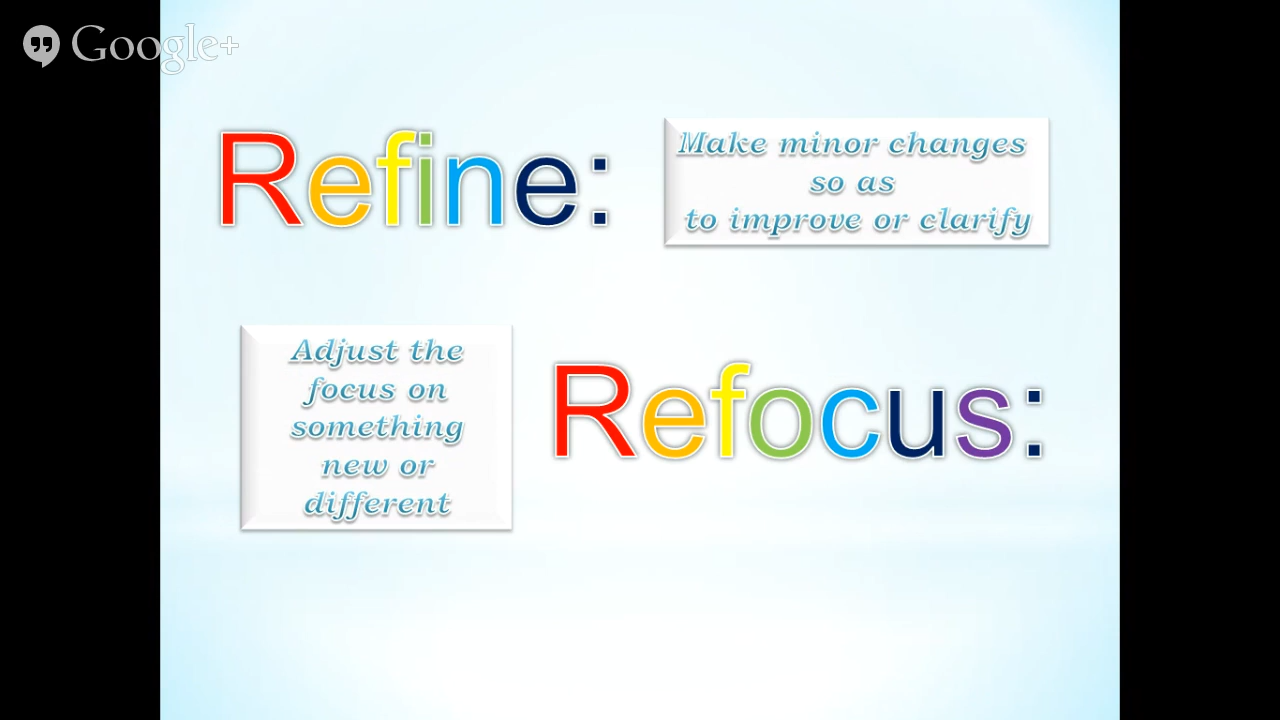 Google+
Refine:
Make minor changes
so as
to improve or clarify
Adjust the
focus on
something
new or
different
Refocus: